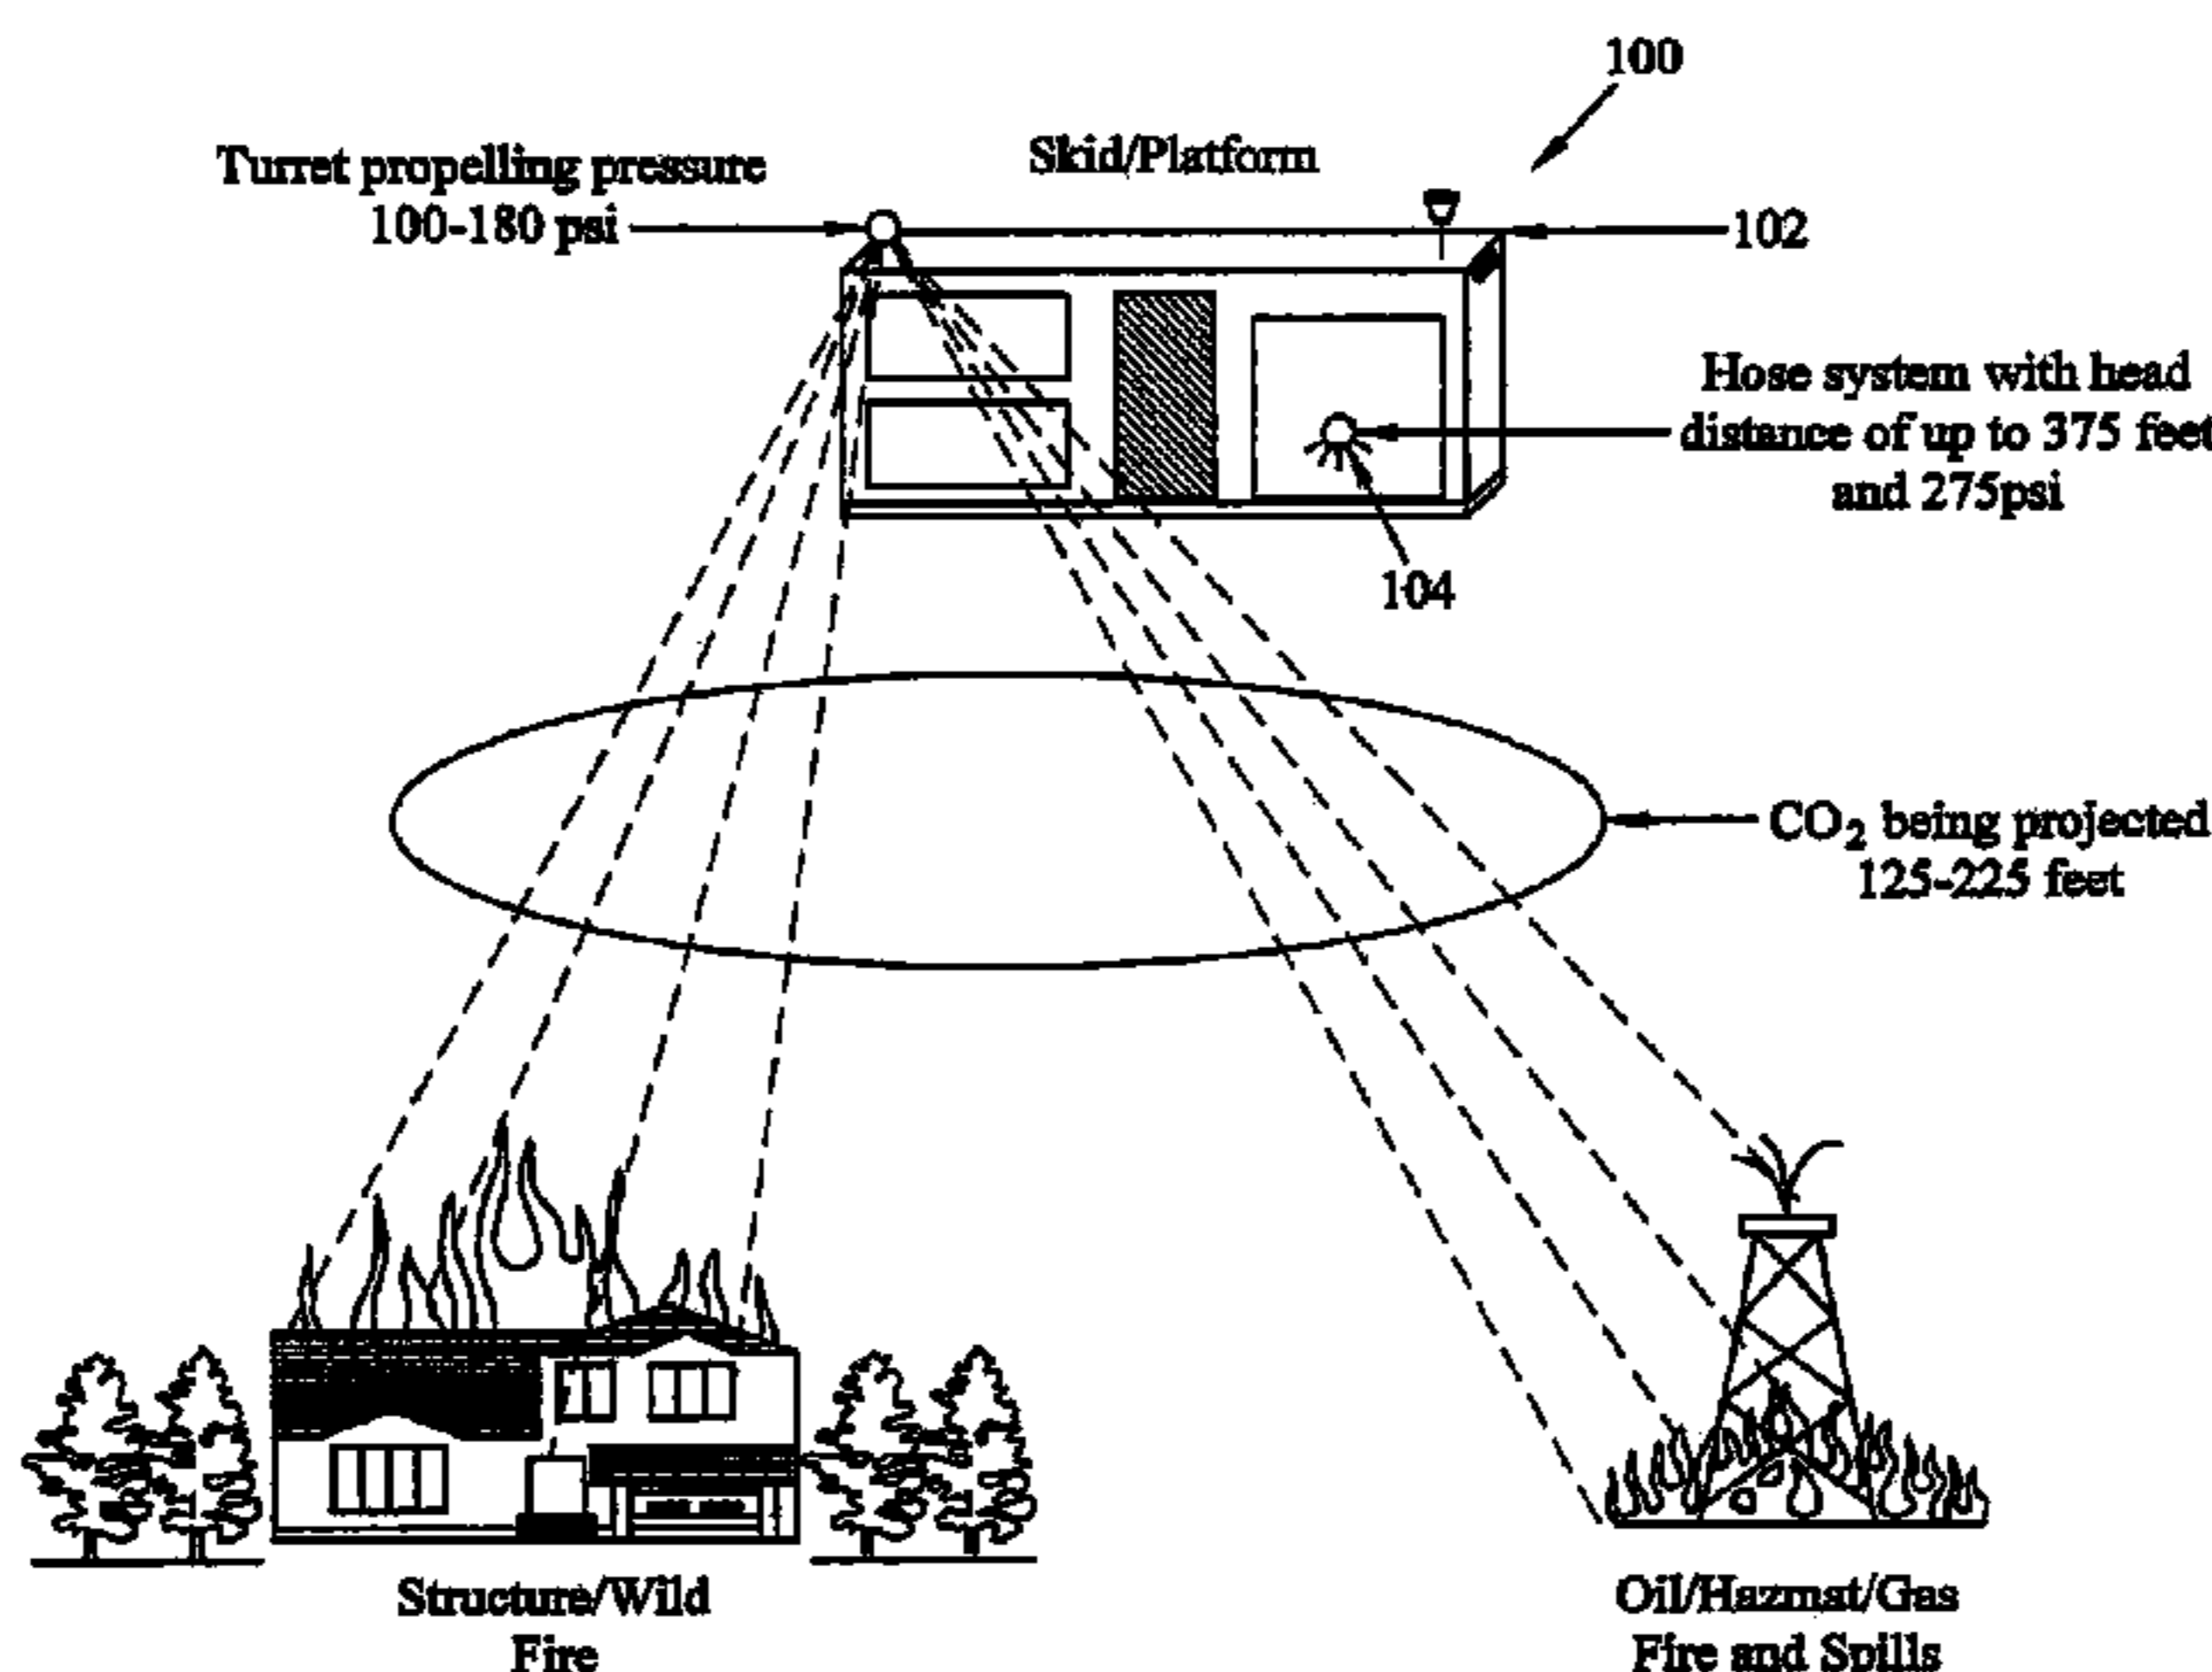 100
Skid/Platform
Turret propelling pressure
100-180 psi
102
Hose system with head
distance of up to 375 feet
and 275psi
104
CO₂ being projected
125-225 feet
Structure/Wild
Fire
Oil/Hazmat/Gas
Fire and Spills